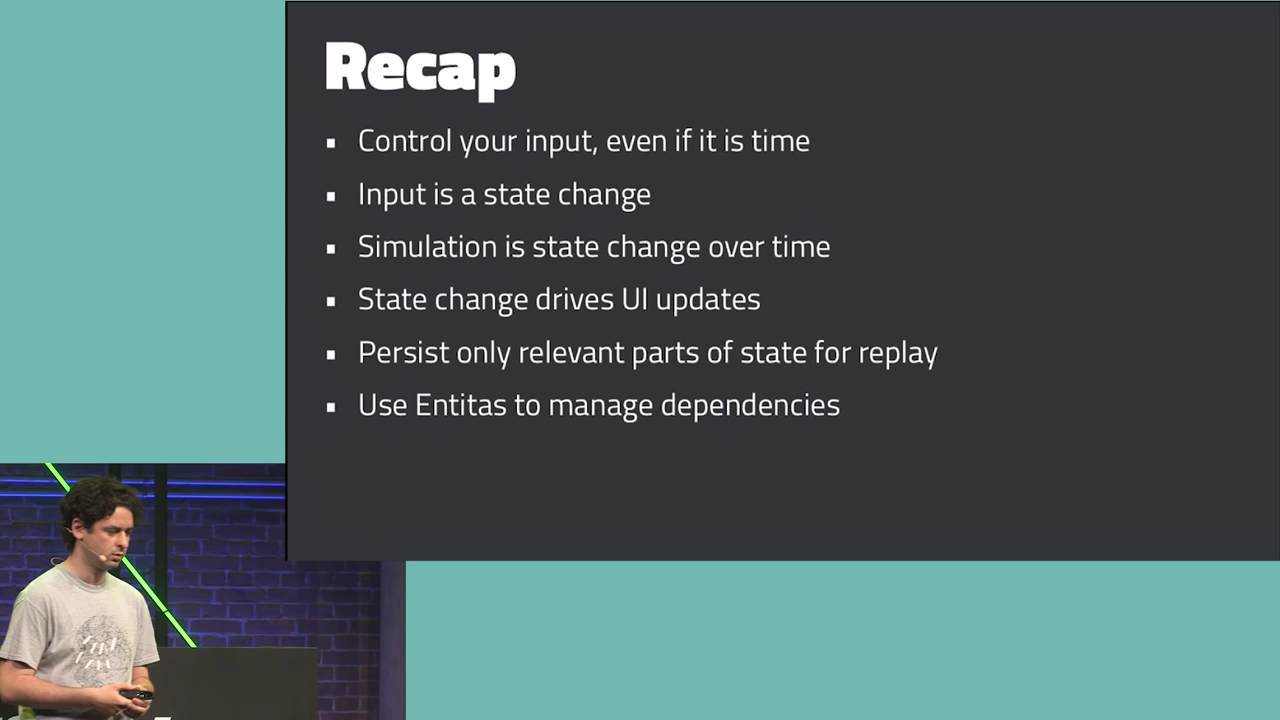 Recap
▪ Control your input, even if it is time
▪ Input is a state change
▪ Simulation is state change over time
▪ State change drives UI updates
▪ Persist only relevant parts of state for replay
▪ Use Entitas to manage dependencies